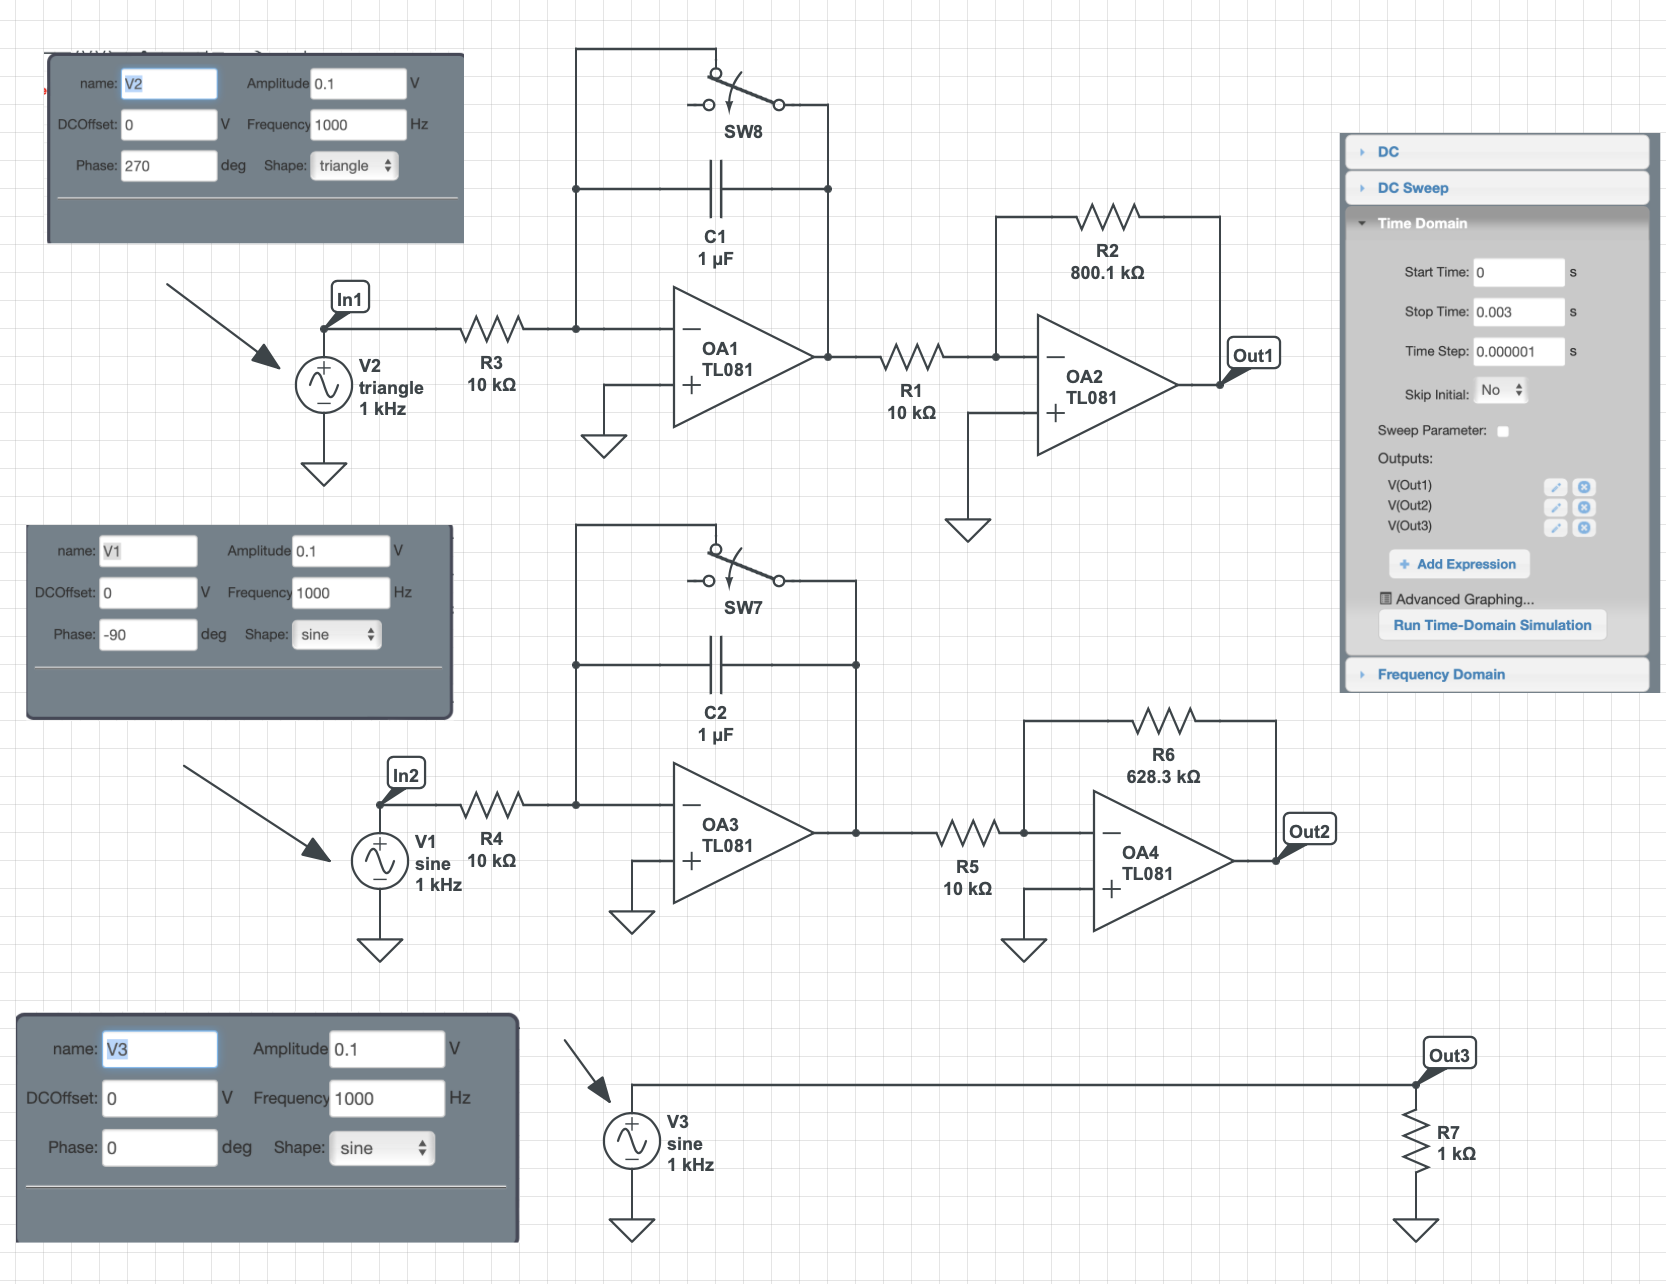 name: V2 Amplitude 0.1 V
DCOffset: 0 V Frequency 1000 Hz
Phase: 270 deg Shape: triangle
SW8
C1
1 µF
In1
V2
triangle
1 kHz
R3
10 kΩ
−
+
OA1
TL081
R1
10 kΩ
R2
800.1 kΩ
−
+
OA2
TL081
Out1
DC
DC Sweep
Time Domain
Start Time: 0 s
Stop Time: 0.003 s
Time Step: 0.000001 s
Skip Initial: No
Sweep Parameter:
Outputs:
V(Out1)
V(Out2)
V(Out3)
+ Add Expression
Advanced Graphing...
Run Time-Domain Simulation
Frequency Domain
name: V1 Amplitude 0.1 V
DCOffset: 0 V Frequency 1000 Hz
Phase: -90 deg Shape: sine
SW7
C2
1 µF
In2
V1
sine
1 kHz
R4
10 kΩ
−
+
OA3
TL081
R5
10 kΩ
R6
628.3 kΩ
−
+
OA4
TL081
Out2
name: V3 Amplitude 0.1 V
DCOffset: 0 V Frequency 1000 Hz
Phase: 0 deg Shape: sine
V3
sine
1 kHz
Out3
R7
1 kΩ